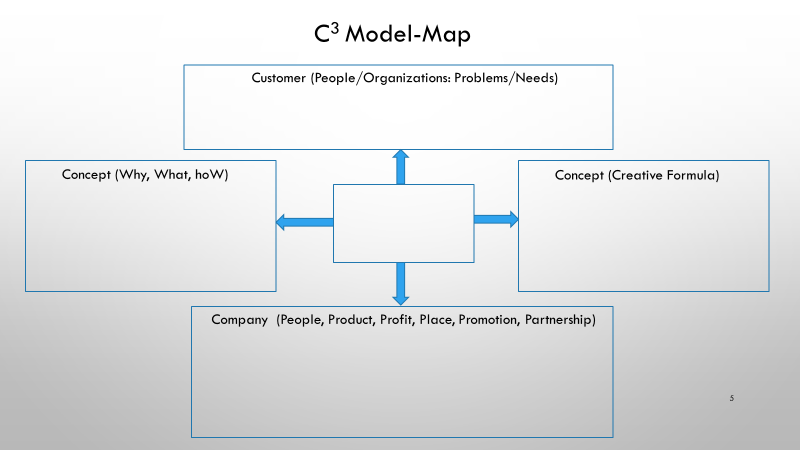 C³ Model-Map
Customer (People/Organizations: Problems/Needs)
Concept (Why, What, hoW)
Concept (Creative Formula)
Company  (People, Product, Profit, Place, Promotion, Partnership)
5